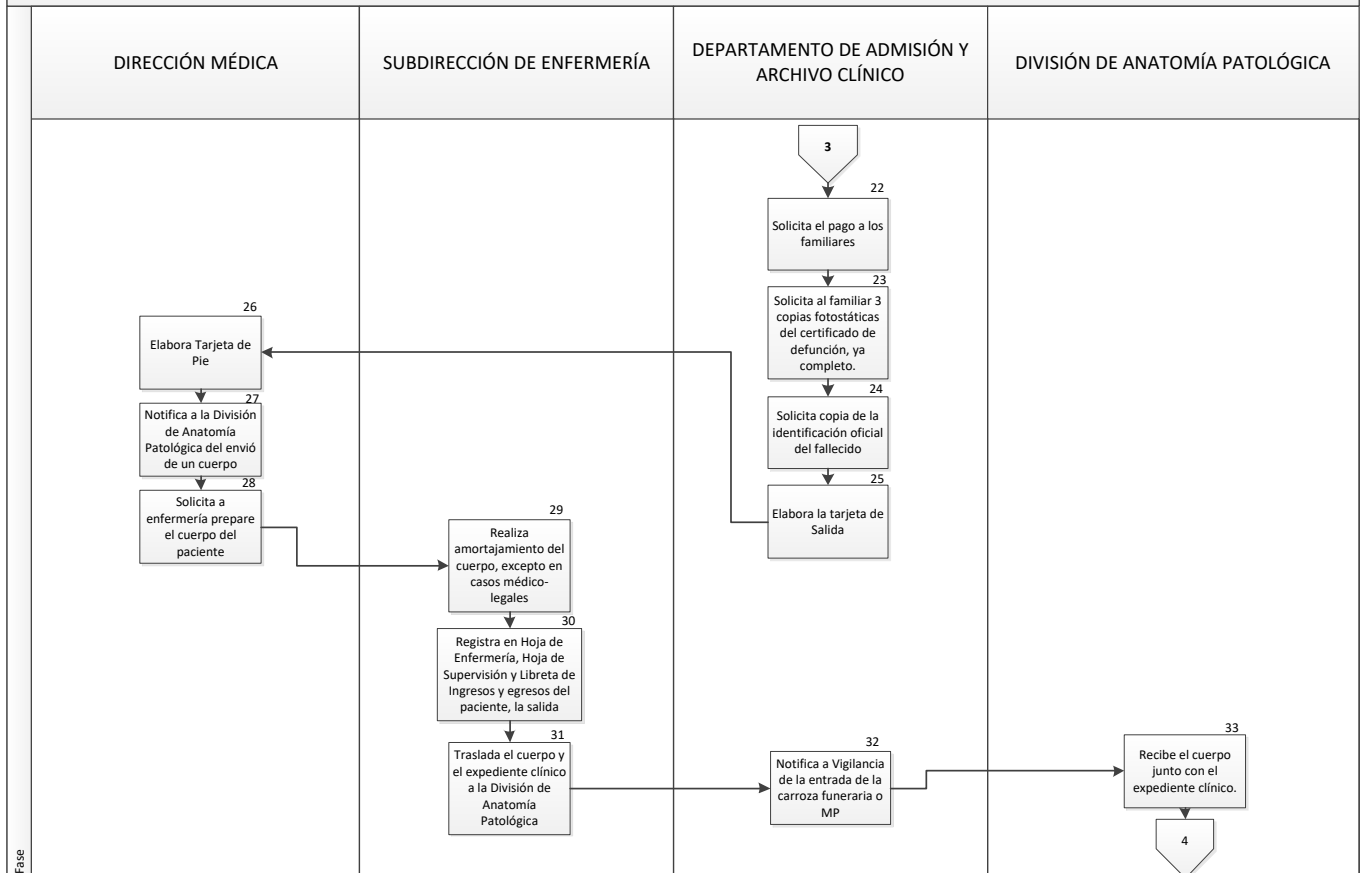 DIRECCIÓN MÉDICA
SUBDIRECCIÓN DE ENFERMERÍA
DEPARTAMENTO DE ADMISIÓN Y
ARCHIVO CLÍNICO
DIVISIÓN DE ANATOMÍA PATOLÓGICA
3
22
Solicita el pago a los
familiares
23
Solicita al familiar 3
copias fotostáticas
del certificado de
defunción, ya
completo.
24
Solicita copia de la
identificación oficial
del fallecido
25
Elabora la tarjeta de
Salida
26
Elabora Tarjeta de
Pie
27
Notifica a la División
de Anatomía
Patológica del envió
de un cuerpo
28
Solicita a
enfermería prepare
el cuerpo del
paciente
29
Realiza
amortajamiento del
cuerpo, excepto en
casos médico-
legales
30
Registra en Hoja de
Enfermería, Hoja de
Supervisión y Libreta de
Ingresos y egresos del
paciente, la salida
31
Traslada el cuerpo y
el expediente clínico
a la División de
Anatomía
Patológica
32
Notifica a Vigilancia
de la entrada de la
carroza funeraria o
MP
33
Recibe el cuerpo
junto con el
expediente clínico.
4
Fase